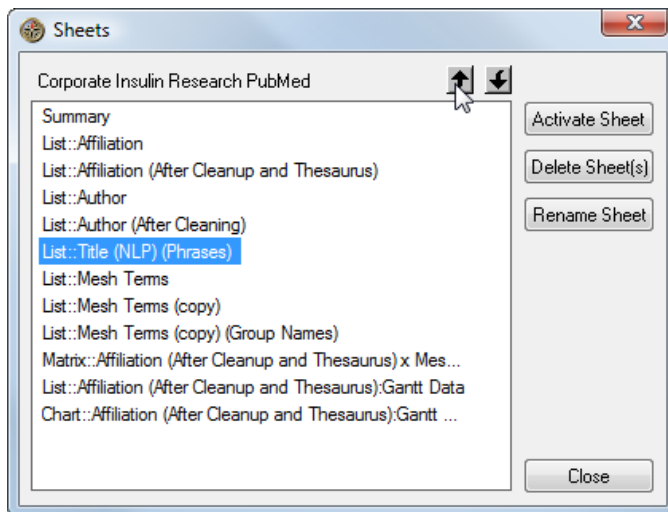 Sheets
Corporate Insulin Research PubMed
Summary
List::Affiliation
List::Affiliation (After Cleanup and Thesaurus)
List::Author
List::Author (After Cleaning)
List::Title (NLP) (Phrases)
List::Mesh Terms
List::Mesh Terms (copy)
List::Mesh Terms (copy) (Group Names)
Matrix::Affiliation (After Cleanup and Thesaurus) x Mes...
List::Affiliation (After Cleanup and Thesaurus):Gantt Data
Chart::Affiliation (After Cleanup and Thesaurus):Gantt ...
Activate Sheet
Delete Sheet(s)
Rename Sheet
Close